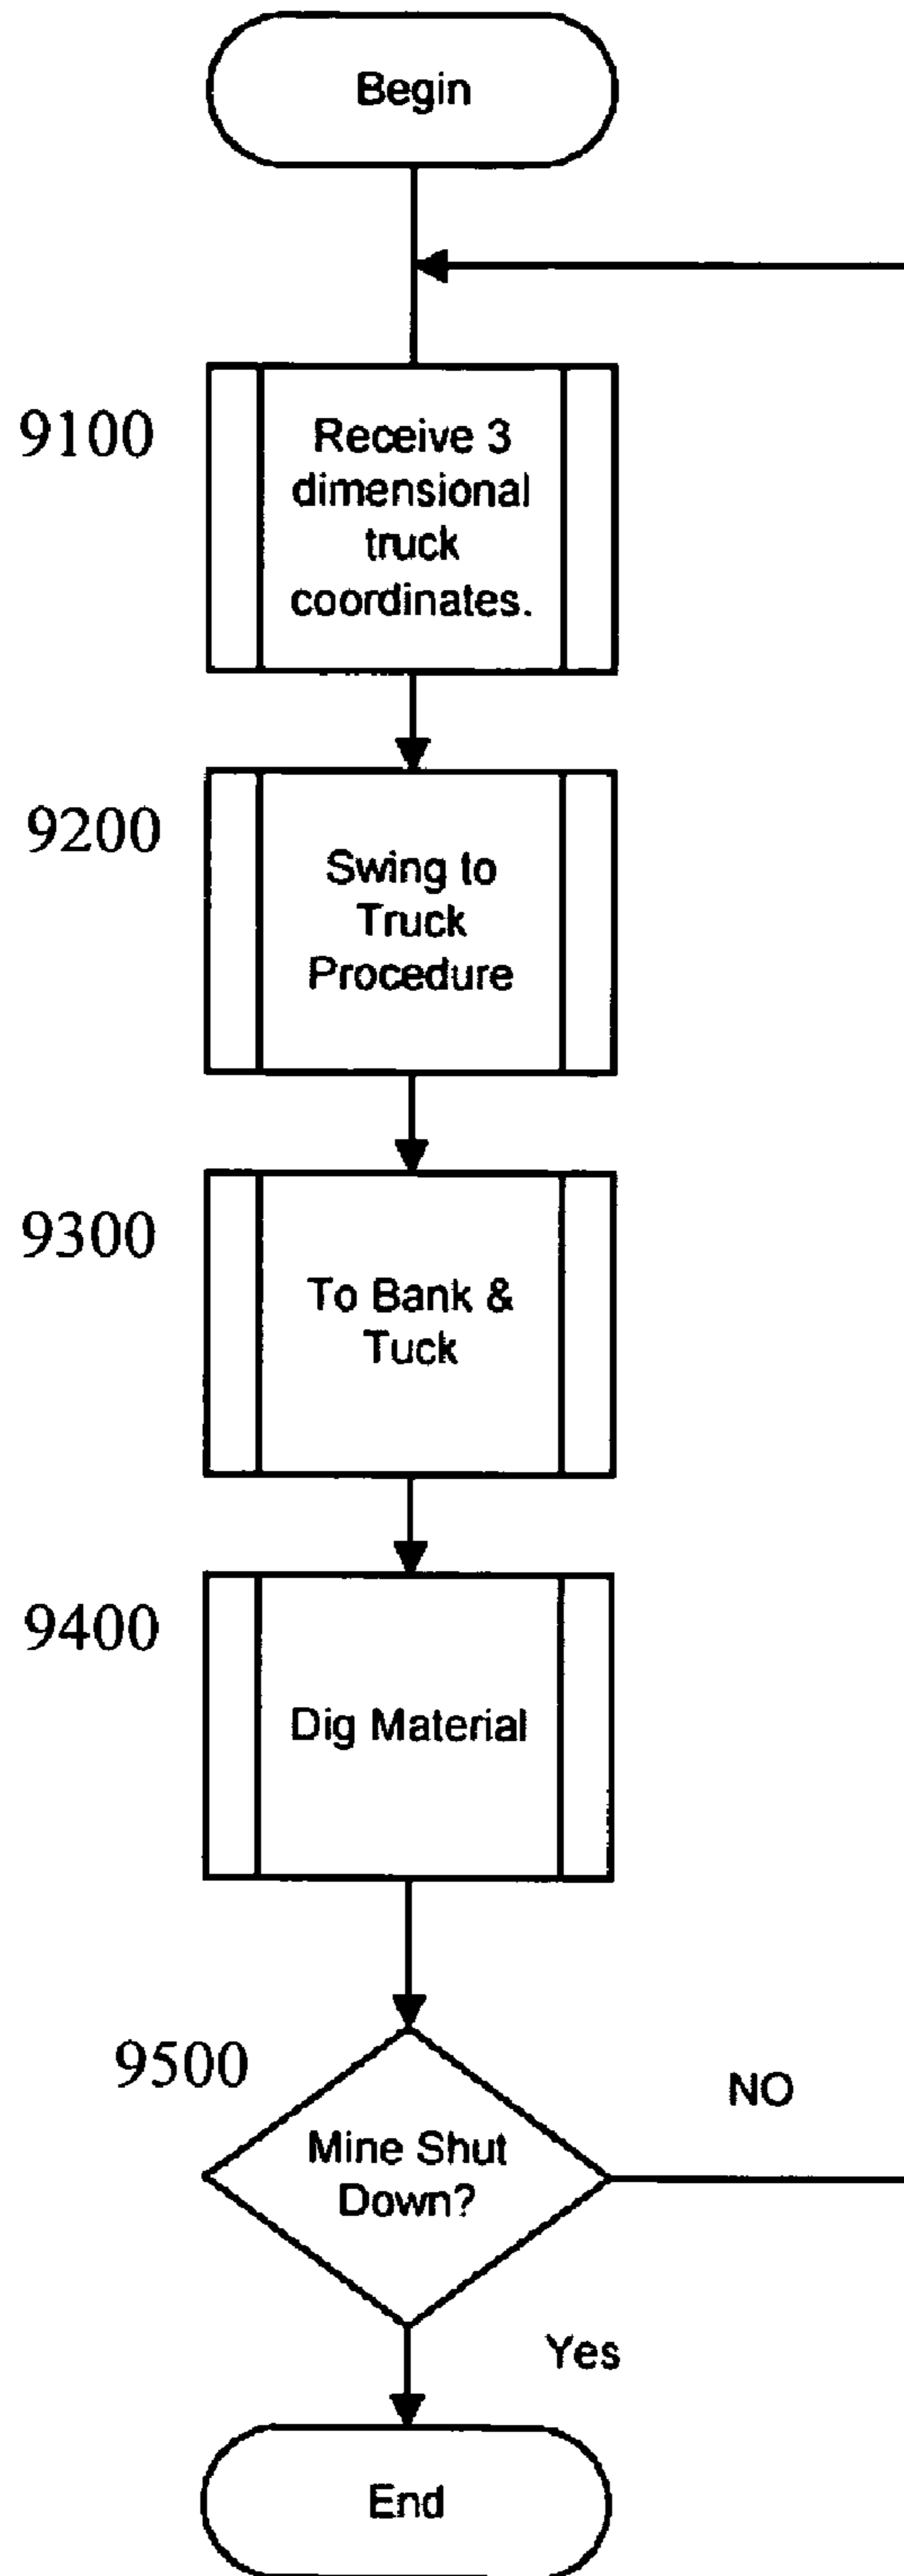 Begin
9100
Receive 3
dimensional
truck
coordinates.
9200
Swing to
Truck
Procedure
9300
To Bank &
Tuck
9400
Dig Material
9500
Mine Shut
Down?
NO
Yes
End